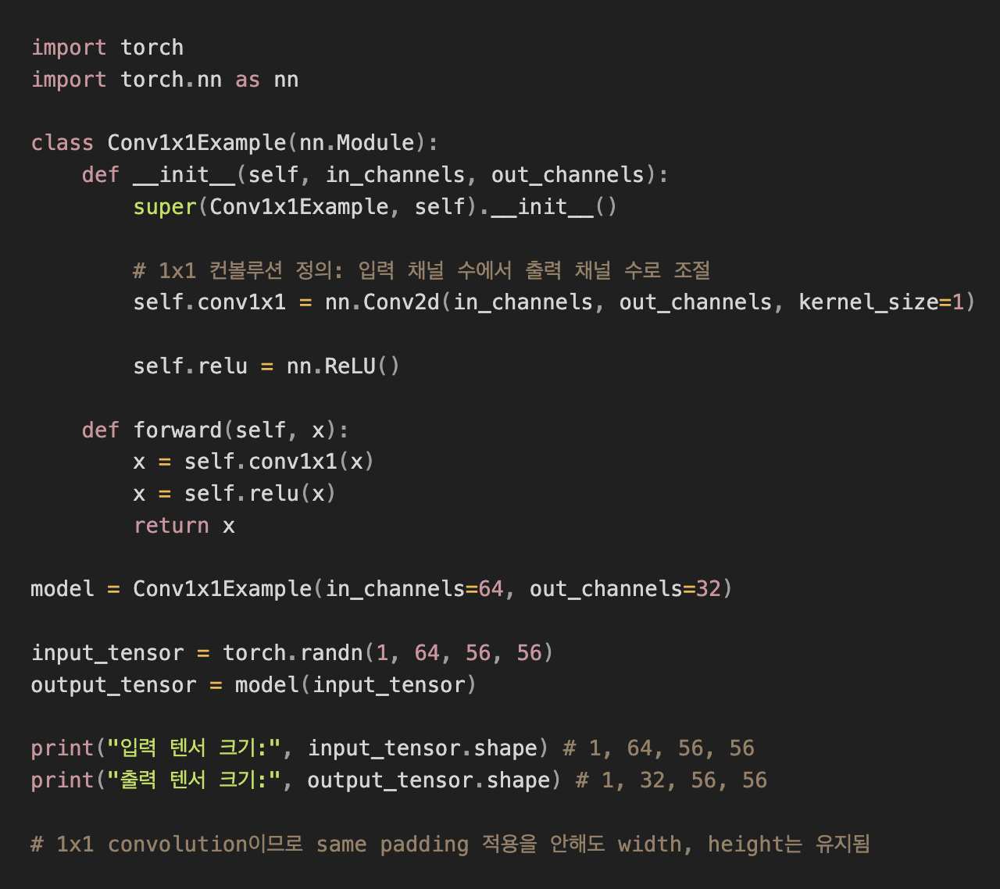 import torch
import torch.nn as nn
class Conv1x1Example(nn.Module):
def __init__(self, in_channels, out_channels):
super(Conv1x1Example, self).__init__()
# 1x1 컨볼루션 정의: 입력 채널 수에서 출력 채널 수로 조절
self.conv1x1 = nn.Conv2d(in_channels, out_channels, kernel_size=1)
self.relu = nn.ReLU()
def forward(self, x):
x = self.conv1x1(x)
x = self.relu(x)
return x
model = Conv1x1Example(in_channels=64, out_channels=32)
input_tensor = torch.randn(1, 64, 56, 56)
output_tensor = model(input_tensor)
print("입력 텐서 크기:", input_tensor.shape) # 1, 64, 56, 56
print("출력 텐서 크기:", output_tensor.shape) # 1, 32, 56, 56
# 1x1 convolution이므로 same padding 적용을 안해도 width, height는 유지됨